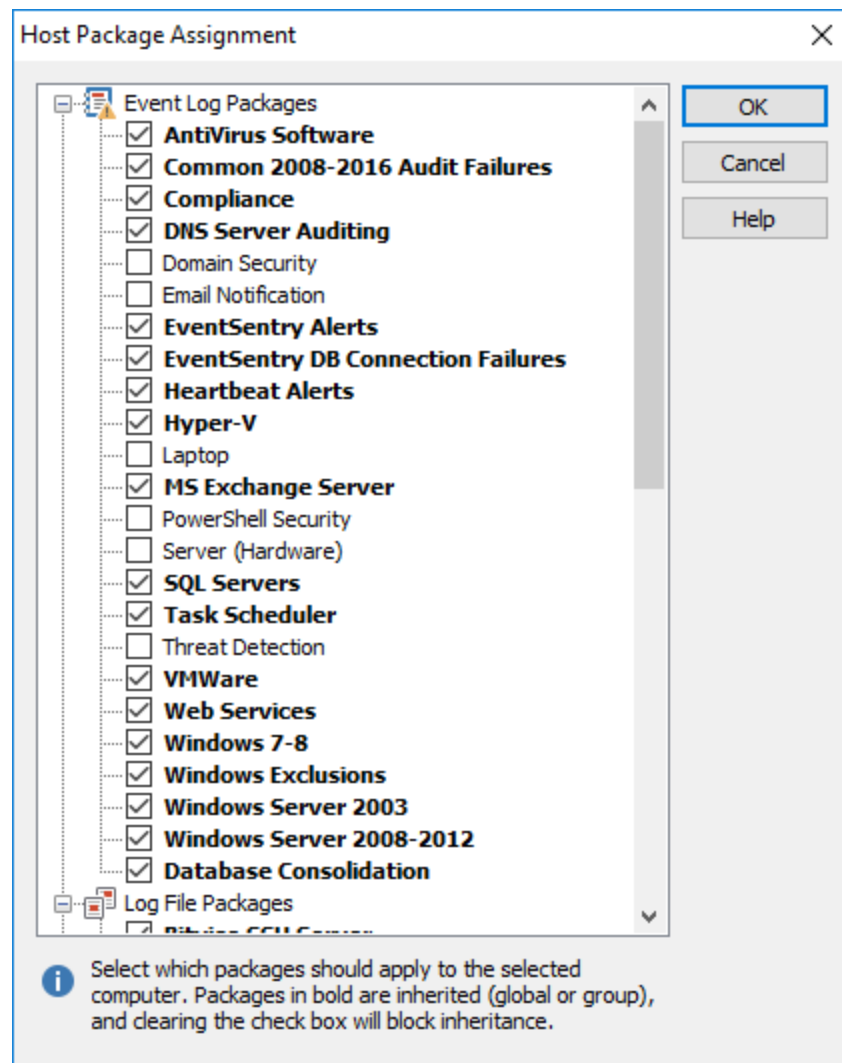 Host Package Assignment
Event Log Packages
AntiVirus Software
Common 2008-2016 Audit Failures
Compliance
DNS Server Auditing
Domain Security
Email Notification
EventSentry Alerts
EventSentry DB Connection Failures
Heartbeat Alerts
Hyper-V
Laptop
MS Exchange Server
PowerShell Security
Server (Hardware)
SQL Servers
Task Scheduler
Threat Detection
VMWare
Web Services
Windows 7-8
Windows Exclusions
Windows Server 2003
Windows Server 2008-2012
Database Consolidation
Log File Packages
OK
Cancel
Help
Select which packages should apply to the selected
computer. Packages in bold are inherited (global or group),
and clearing the check box will block inheritance.